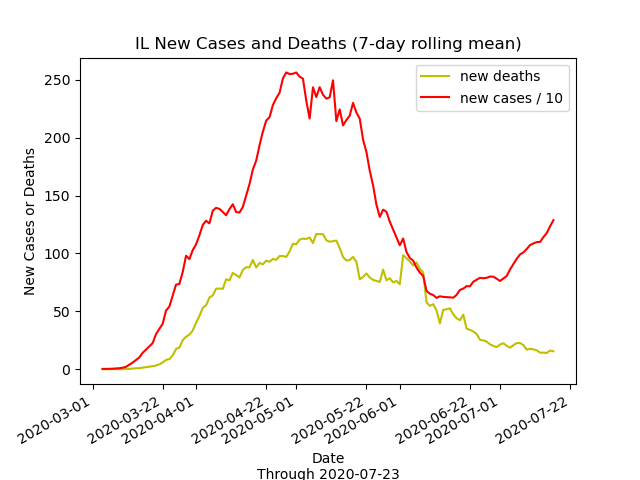 IL New Cases and Deaths (7-day rolling mean)
new deaths
new cases / 10
250
200
150
100
50
0
New Cases or Deaths
2020-03-01
2020-03-22
2020-04-01
2020-04-22
2020-05-01
2020-05-22
2020-06-01
2020-06-22
2020-07-01
2020-07-22
Date
Through 2020-07-23